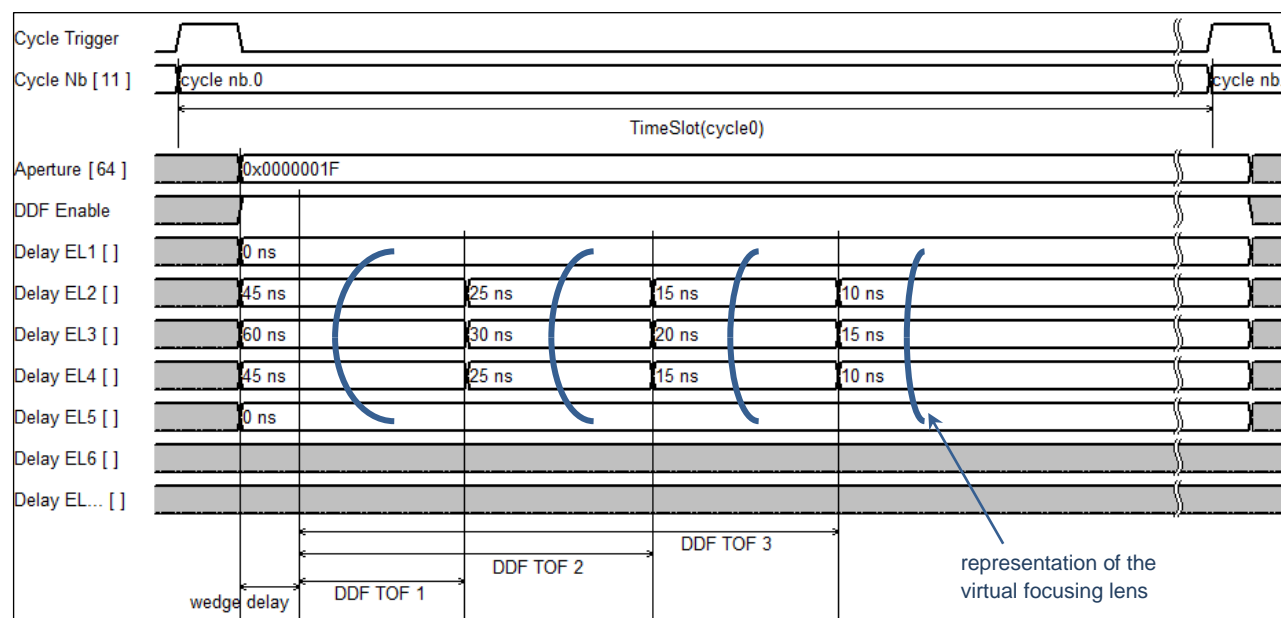 Cycle Trigger
Cycle Nb [ 11 ] cycle nb.0 cycle nb.
TimeSlot(cycle0)
Aperture [ 64 ] 0x0000001F
DDF Enable
Delay EL1 [ ] 0 ns
Delay EL2 [ ] 45 ns 25 ns 15 ns 10 ns
Delay EL3 [ ] 60 ns 30 ns 20 ns 15 ns
Delay EL4 [ ] 45 ns 25 ns 15 ns 10 ns
Delay EL5 [ ] 0 ns
Delay EL6 [ ]
Delay EL... [ ]
DDF TOF 3
DDF TOF 2
DDF TOF 1
wedge delay
representation of the
virtual focusing lens